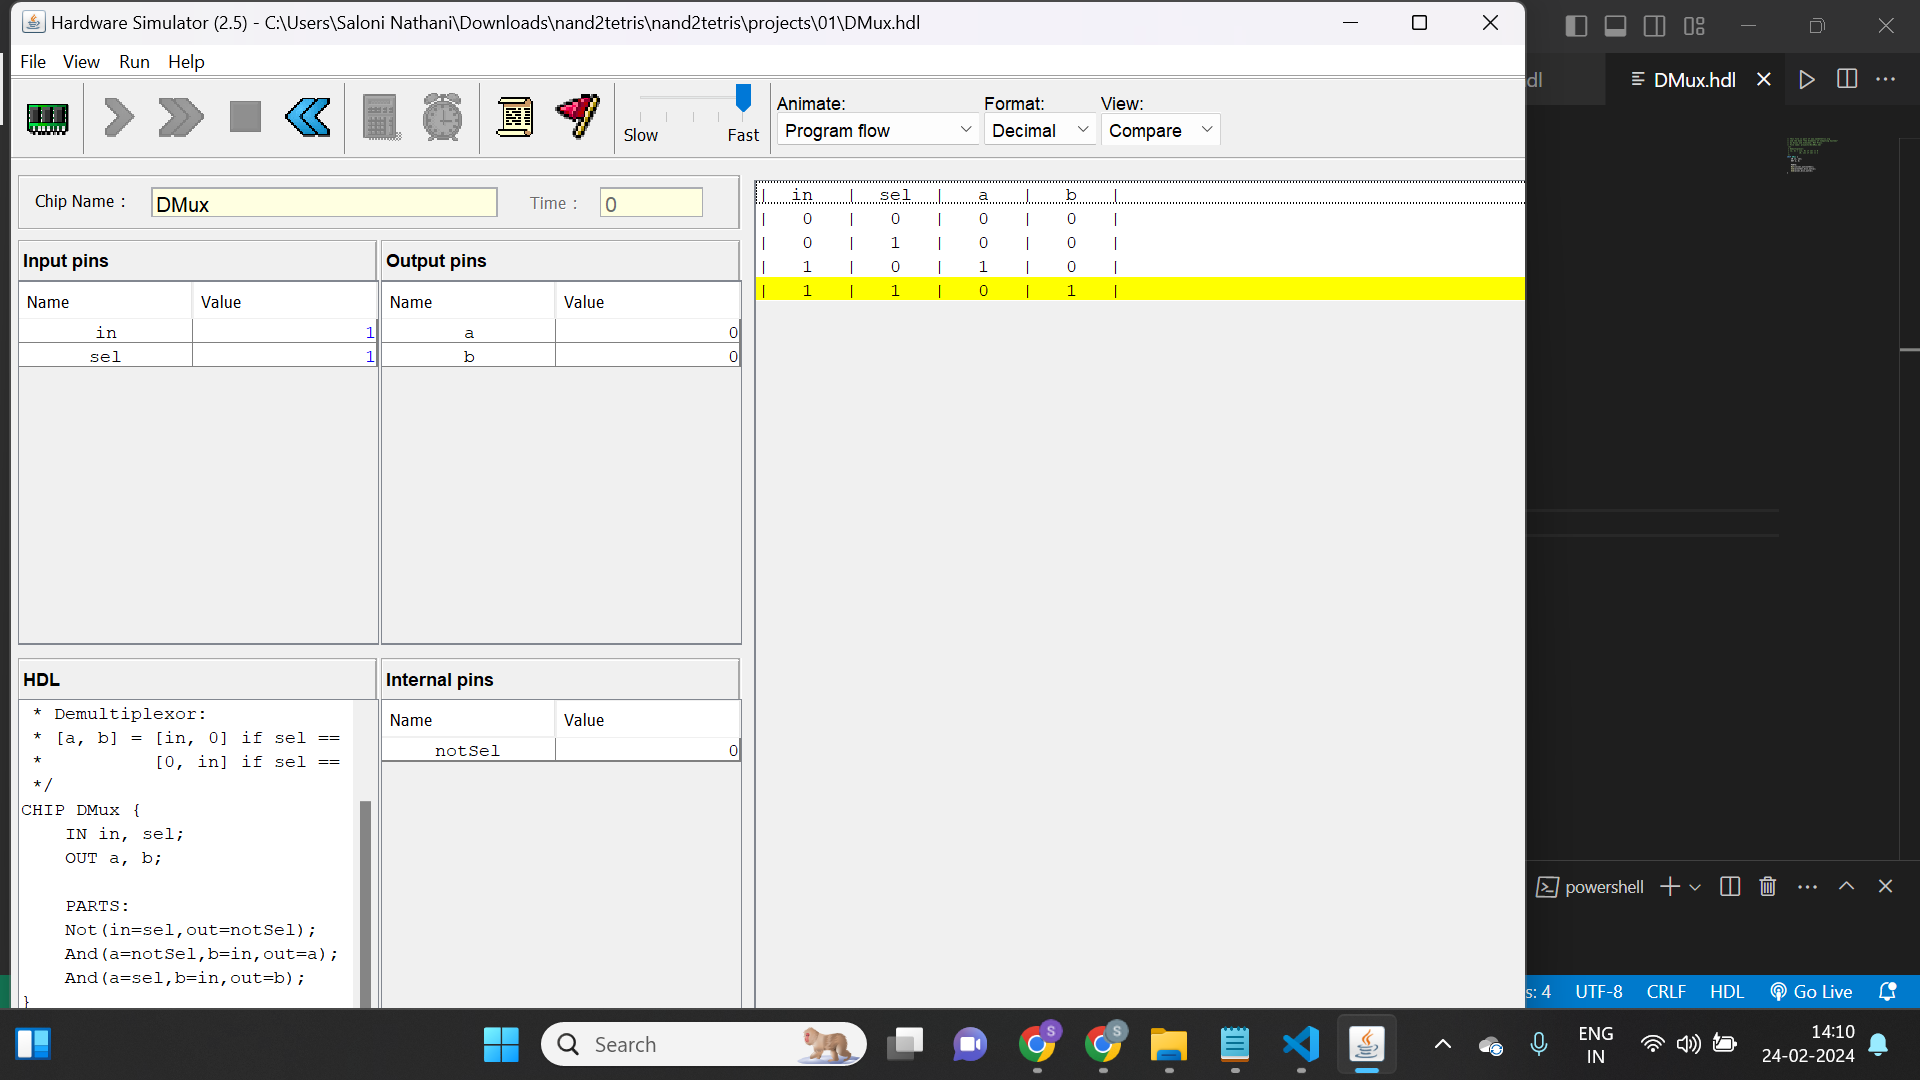 Hardware Simulator (2.5) - C:\Users\Saloni Nathani\Downloads\nand2tetris\nand2tetris\projects\01\DMux.hdl
File View Run Help
Slow Fast
Animate: Format: View:
Program flow Decimal Compare
dl DMux.hdl
Chip Name : DMux Time : 0
Input pins
Name Value
in 1
sel 1
Output pins
Name Value
a 0
b 0
| in | sel | a | b |
| 0 | 0 | 0 | 0 |
| 0 | 1 | 0 | 0 |
| 1 | 0 | 1 | 0 |
| 1 | 1 | 0 | 1 |
HDL
* Demultiplexor:
* [a, b] = [in, 0] if sel ==
* [0, in] if sel ==
*/
CHIP DMux {
IN in, sel;
OUT a, b;
PARTS:
Not(in=sel,out=notSel);
And(a=notSel,b=in,out=a);
And(a=sel,b=in,out=b);
}
Internal pins
Name Value
notSel 0
powershell
s: 4 UTF-8 CRLF HDL Go Live
Search
S
S
ENG
IN
14:10
24-02-2024